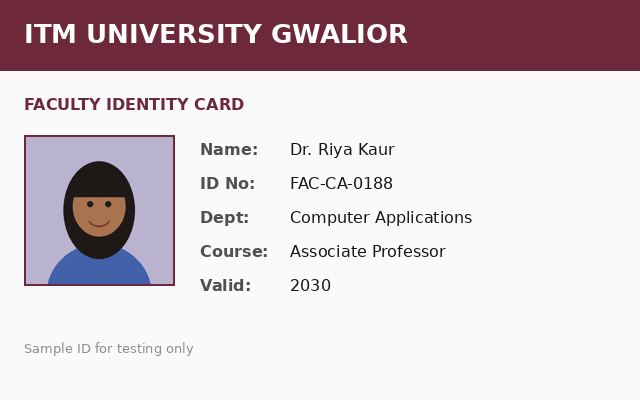 ITM UNIVERSITY GWALIOR
FACULTY IDENTITY CARD
Name: Dr. Riya Kaur
ID No: FAC-CA-0188
Dept: Computer Applications
Course: Associate Professor
Valid: 2030
Sample ID for testing only